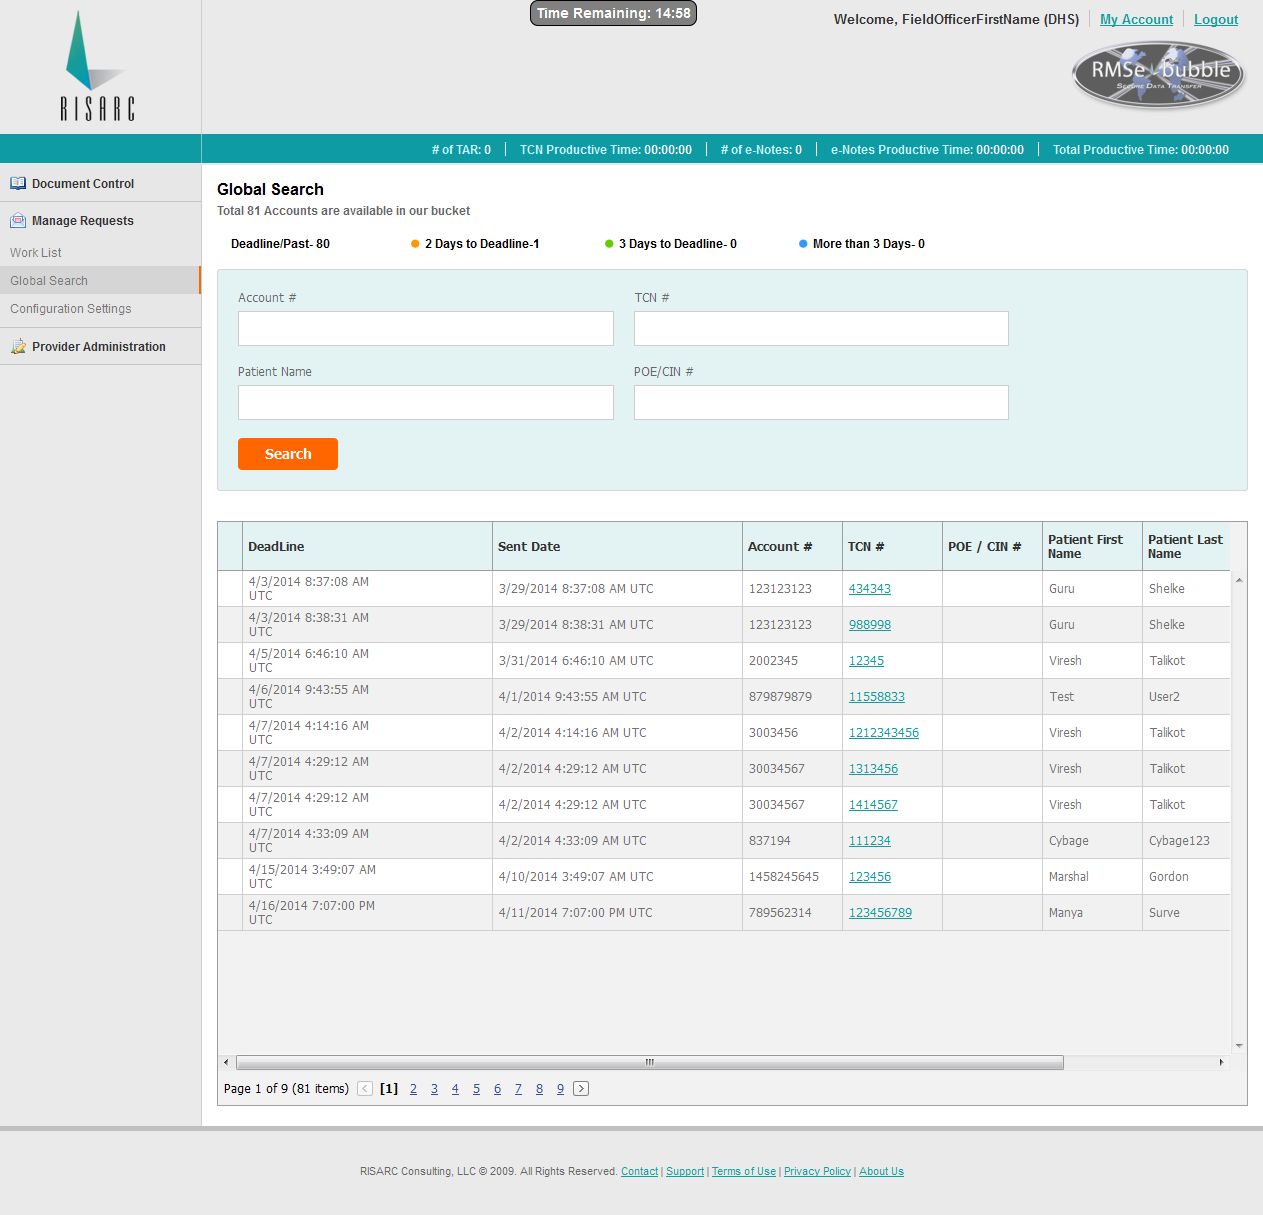 Time Remaining: 14:58
Welcome, FieldOfficerFirstName (DHS) My Account Logout
RISARC
RMSe bubble
SECURE DATA TRANSFER
# of TAR: 0 TCN Productive Time: 00:00:00 # of e-Notes: 0 e-Notes Productive Time: 00:00:00 Total Productive Time: 00:00:00
Document Control
Manage Requests
Work List
Global Search
Configuration Settings
Provider Administration
Global Search
Total 81 Accounts are available in our bucket
Deadline/Past- 80 2 Days to Deadline-1 3 Days to Deadline- 0 More than 3 Days- 0
Account # TCN #
Patient Name POE/CIN #
Search
DeadLine Sent Date Account # TCN # POE / CIN # Patient First Name Patient Last Name
4/3/2014 8:37:08 AM UTC 3/29/2014 8:37:08 AM UTC 123123123 434343 Guru Shelke
4/3/2014 8:38:31 AM UTC 3/29/2014 8:38:31 AM UTC 123123123 988998 Guru Shelke
4/5/2014 6:46:10 AM UTC 3/31/2014 6:46:10 AM UTC 2002345 12345 Viresh Talikot
4/6/2014 9:43:55 AM UTC 4/1/2014 9:43:55 AM UTC 879879879 11558833 Test User2
4/7/2014 4:14:16 AM UTC 4/2/2014 4:14:16 AM UTC 3003456 1212343456 Viresh Talikot
4/7/2014 4:29:12 AM UTC 4/2/2014 4:29:12 AM UTC 30034567 1313456 Viresh Talikot
4/7/2014 4:29:12 AM UTC 4/2/2014 4:29:12 AM UTC 30034567 1414567 Viresh Talikot
4/7/2014 4:33:09 AM UTC 4/2/2014 4:33:09 AM UTC 837194 111234 Cybage Cybage123
4/15/2014 3:49:07 AM UTC 4/10/2014 3:49:07 AM UTC 1458245645 123456 Marshal Gordon
4/16/2014 7:07:00 PM UTC 4/11/2014 7:07:00 PM UTC 789562314 123456789 Manya Surve
Page 1 of 9 (81 items) < [1] 2 3 4 5 6 7 8 9 >
RISARC Consulting, LLC © 2009. All Rights Reserved. Contact | Support | Terms of Use | Privacy Policy | About Us